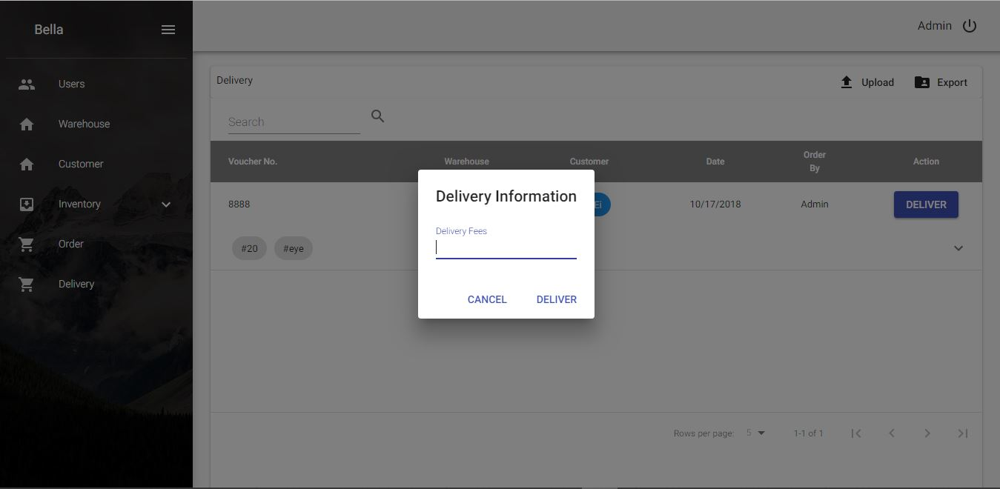 Bella
Admin
Users
Warehouse
Customer
Inventory
Order
Delivery
Delivery
Upload
Export
Search
Voucher No.
Warehouse
Customer
Date
Order
By
Action
8888
Ei
10/17/2018
Admin
DELIVER
#20
#eye
Delivery Information
Delivery Fees
CANCEL
DELIVER
Rows per page:
5
1-1 of 1